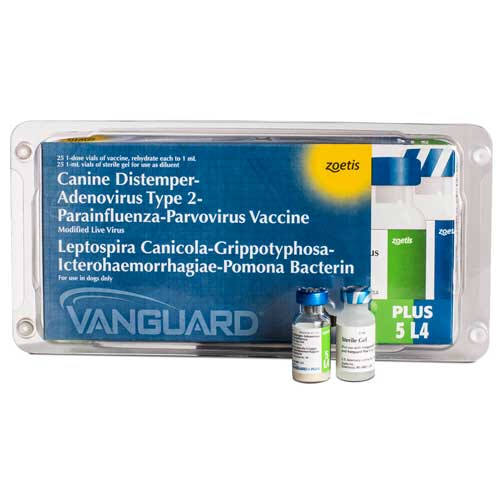 25 1-dose vials of vaccine, rehydrate each to 1 mL
25 1-mL vials of sterile gel for use as diluent
zoetis
Canine Distemper-
Adenovirus Type 2-
Parainfluenza-Parvovirus Vaccine
Modified Live Virus
Leptospira Canicola-Grippotyphosa-
Icterohaemorrhagiae-Pomona Bacterin
For use in dogs only
VANGUARD
zoetis
PLUS
5 L4
Sterile Gel
VANGUARD PLUS